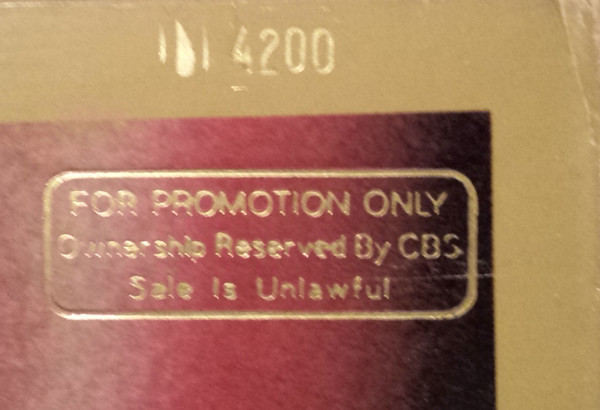 4200
FOR PROMOTION ONLY
Ownership Reserved By CBS
Sale Is Unlawful